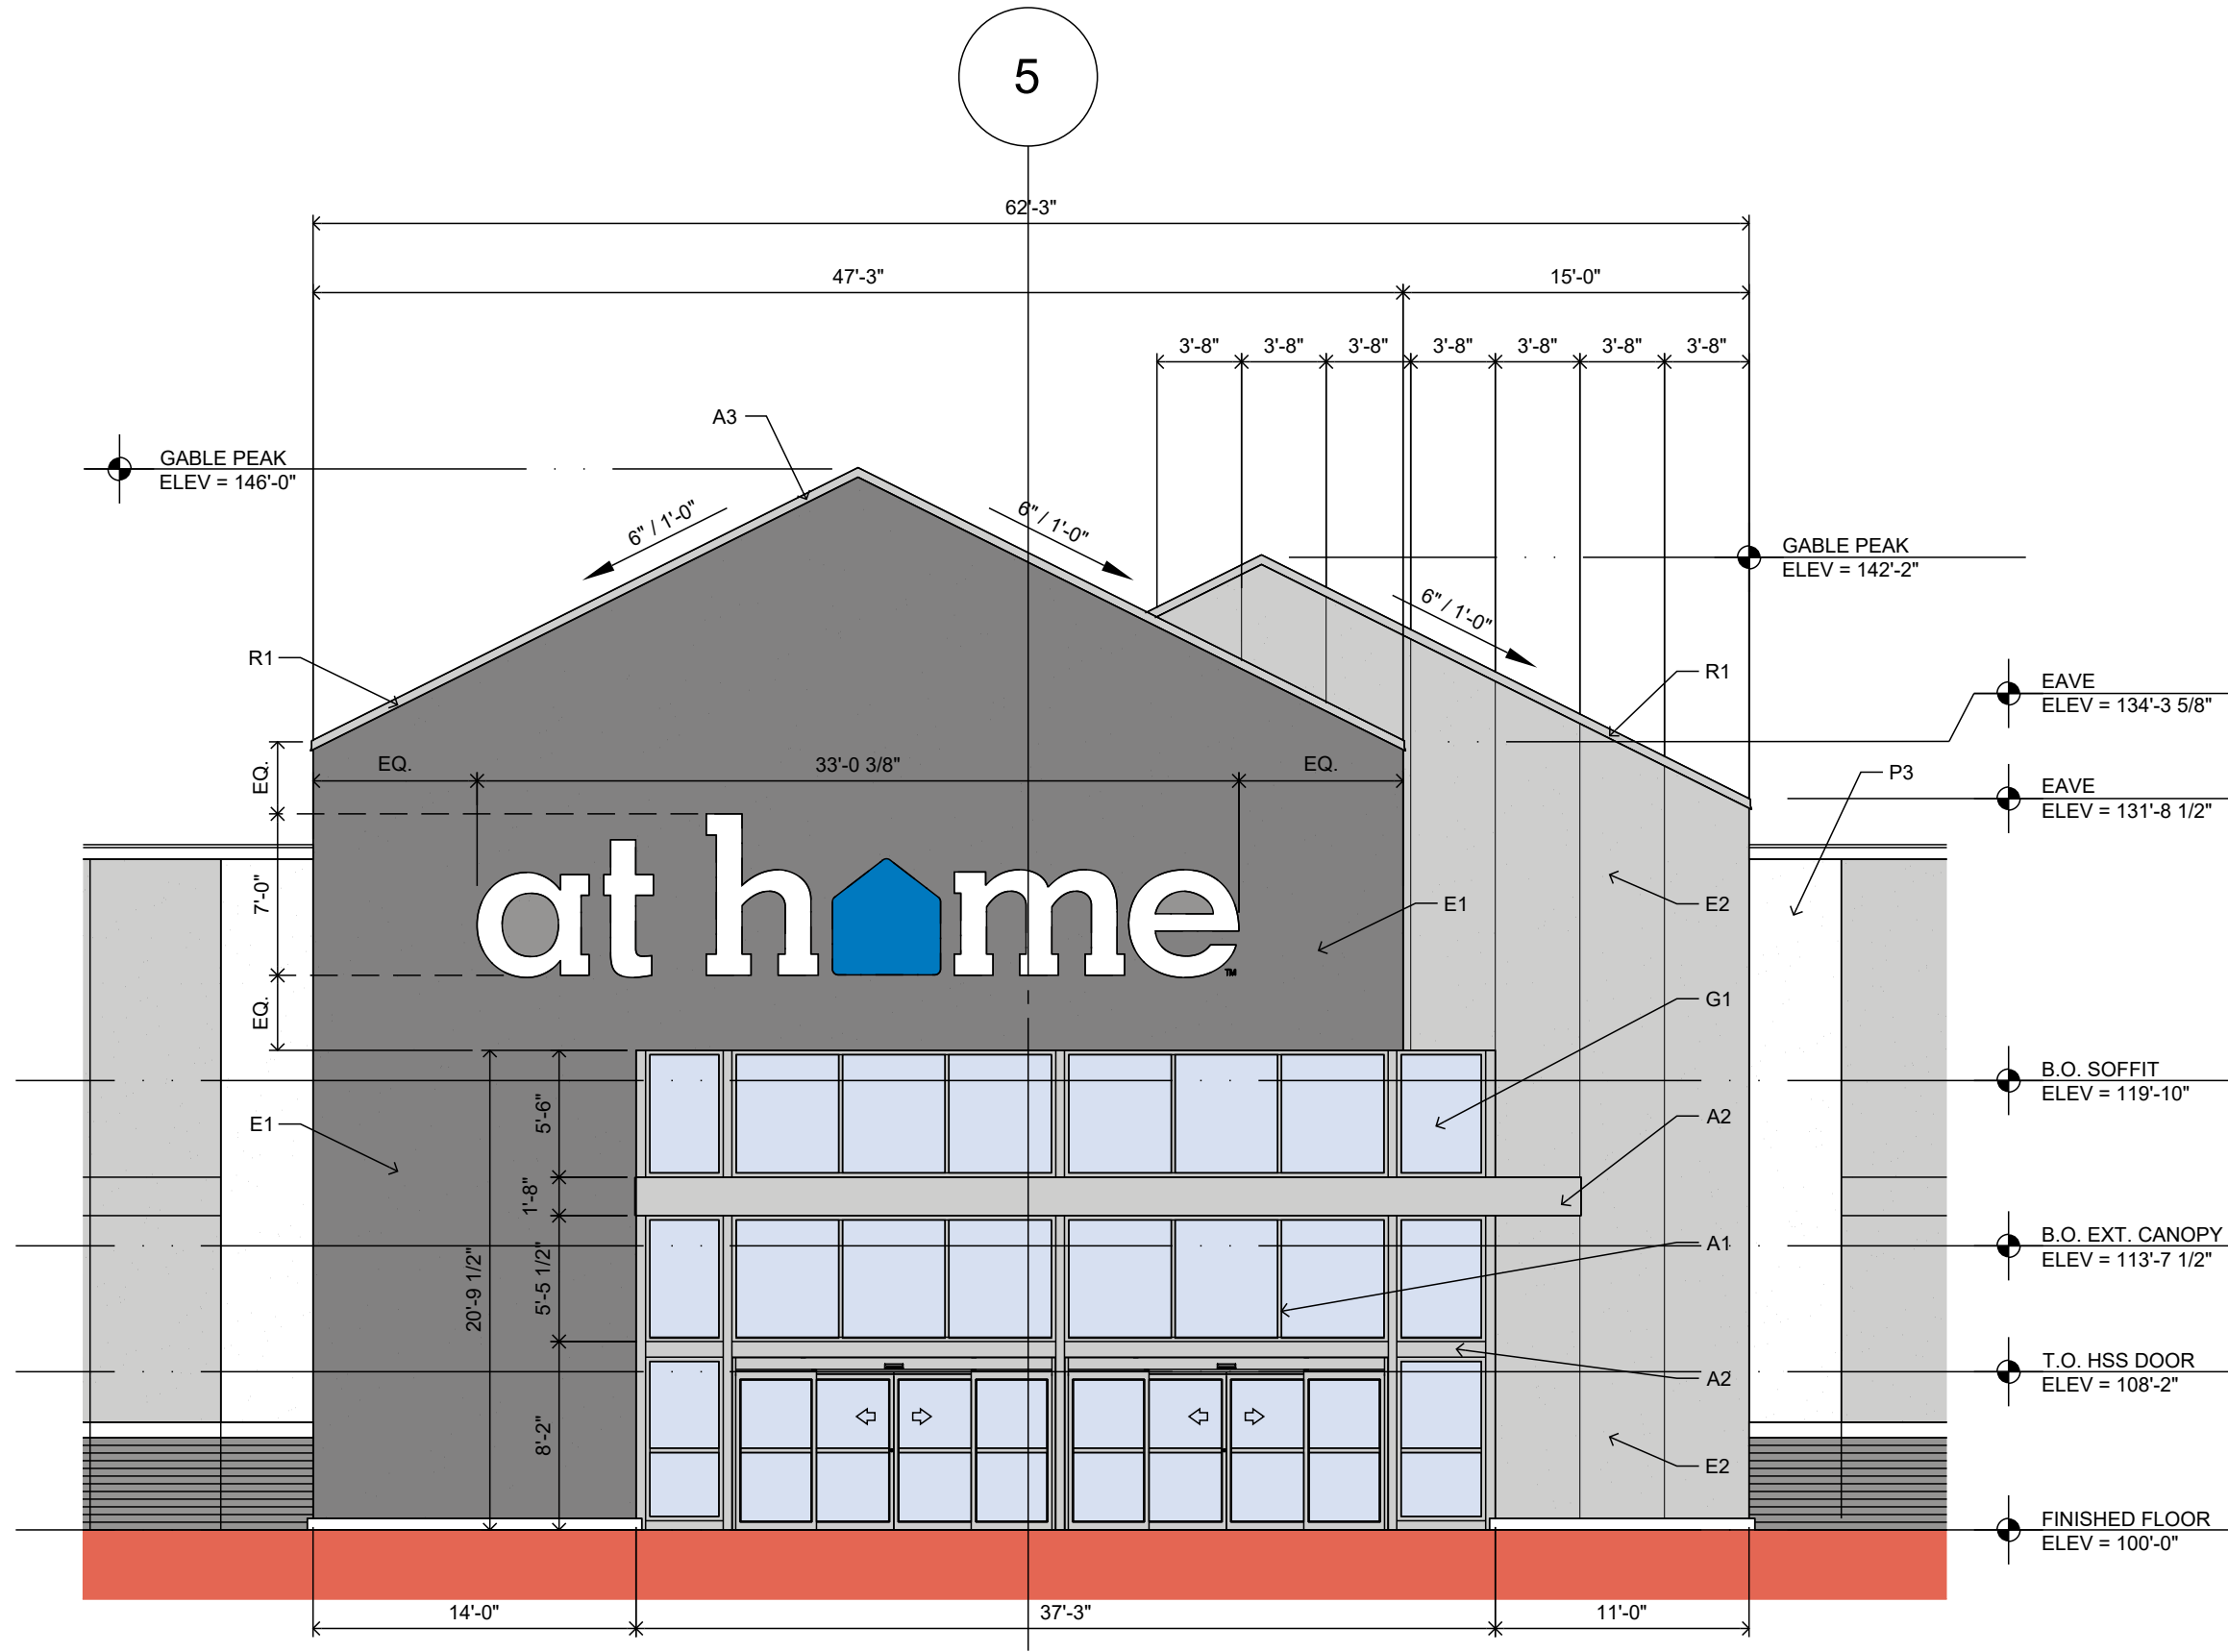 5
62'-3"
47'-3"
15'-0"
3'-8"
3'-8"
3'-8"
3'-8"
3'-8"
3'-8"
3'-8"
A3
GABLE PEAK
ELEV = 146'-0"
6" / 1'-0"
6" / 1'-0"
GABLE PEAK
ELEV = 142'-2"
6" / 1'-0"
R1
R1
EAVE
ELEV = 134'-3 5/8"
EQ.
EQ.
33'-0 3/8"
EQ.
P3
EAVE
ELEV = 131'-8 1/2"
7'-0"
at home
TM
E1
E2
EQ.
G1
B.O. SOFFIT
ELEV = 119'-10"
E1
5'-6"
A2
1'-8"
20'-9 1/2"
5'-5 1/2"
A1
B.O. EXT. CANOPY
ELEV = 113'-7 1/2"
T.O. HSS DOOR
ELEV = 108'-2"
A2
8'-2"
E2
FINISHED FLOOR
ELEV = 100'-0"
14'-0"
37'-3"
11'-0"